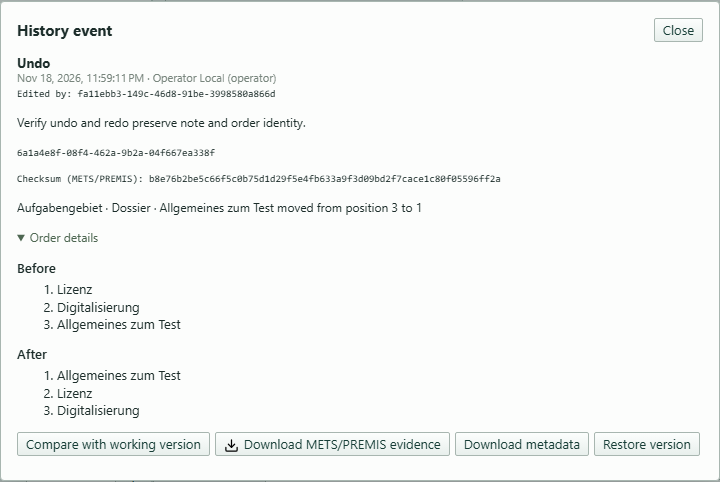 History event
Close
Undo
Nov 18, 2026, 11:59:11 PM · Operator Local (operator)
Edited by: fa11ebb3-149c-46d8-91be-3998580a866d
Verify undo and redo preserve note and order identity.
6a1a4e8f-08f4-462a-9b2a-04f667ea338f
Checksum (METS/PREMIS): b8e76b2be5c66f5c0b75d1d29f5e4fb633a9f3d09bd2f7cace1c80f05596ff2a
Aufgabengebiet · Dossier · Allgemeines zum Test moved from position 3 to 1
▼ Order details
Before
1. Lizenz
2. Digitalisierung
3. Allgemeines zum Test
After
1. Allgemeines zum Test
2. Lizenz
3. Digitalisierung
Compare with working version
Download METS/PREMIS evidence
Download metadata
Restore version